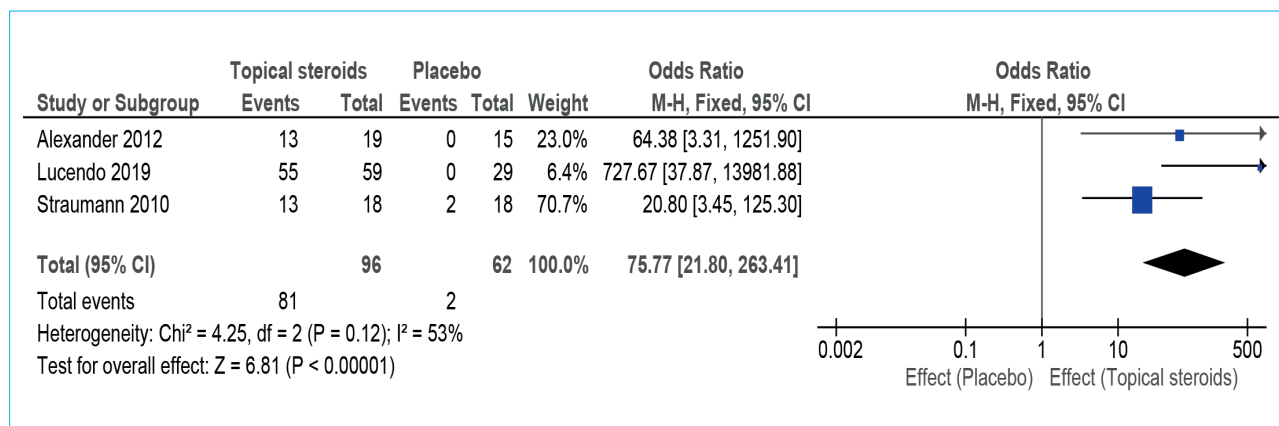 Topical steroids Placebo Odds Ratio Odds Ratio
Study or Subgroup Events Total Events Total Weight M-H, Fixed, 95% CI M-H, Fixed, 95% CI
Alexander 2012 13 19 0 15 23.0% 64.38 [3.31, 1251.90]
Lucendo 2019 55 59 0 29 6.4% 727.67 [37.87, 13981.88]
Straumann 2010 13 18 2 18 70.7% 20.80 [3.45, 125.30]
Total (95% CI) 96 62 100.0% 75.77 [21.80, 263.41]
Total events 81 2
Heterogeneity: Chi² = 4.25, df = 2 (P = 0.12); I² = 53%
Test for overall effect: Z = 6.81 (P < 0.00001)
0.002 0.1 1 10 500
Effect (Placebo) Effect (Topical steroids)